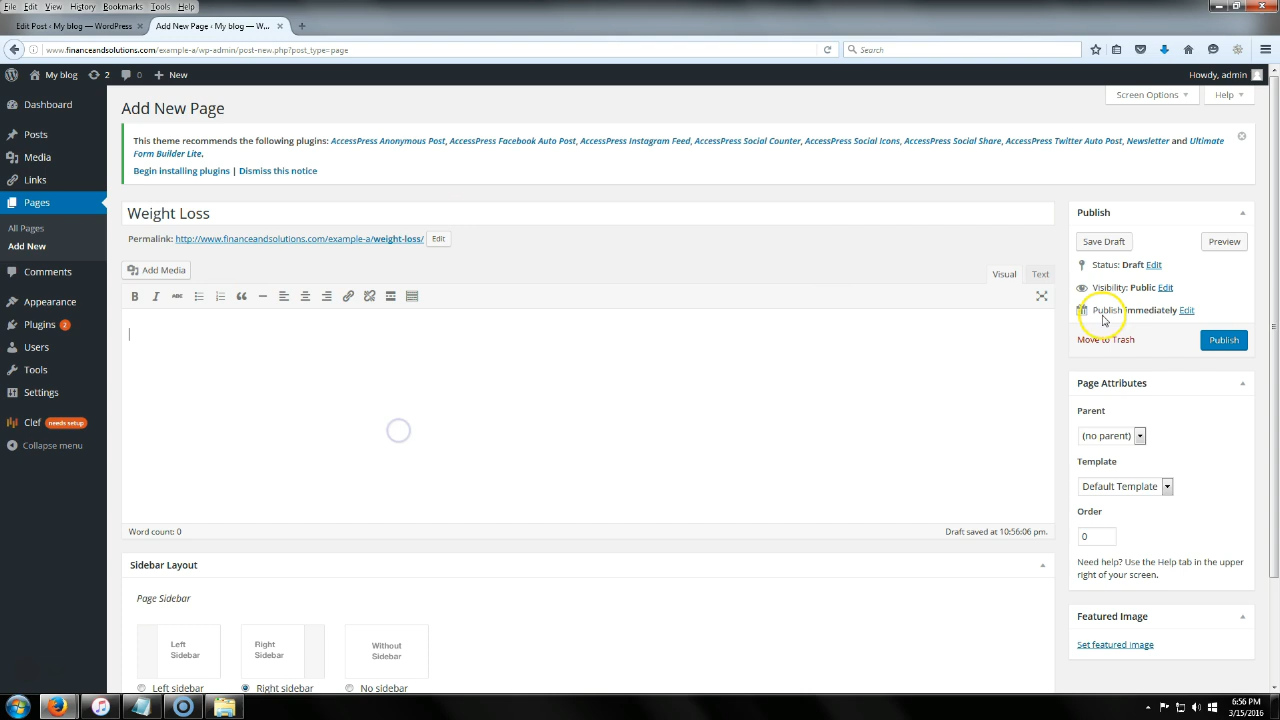 File Edit View History Bookmarks Tools Help
Edit Post ‹ My blog — WordPress × Add New Page ‹ My blog — W... × +
www.financeandsolutions.com/example-a/wp-admin/post-new.php?post_type=page Search
My blog 2 0 New Howdy, admin
Screen Options Help
Dashboard
Posts
Media
Links
Pages
All Pages
Add New
Comments
Appearance
Plugins 2
Users
Tools
Settings
Clef needs setup
Collapse menu
Add New Page
This theme recommends the following plugins: AccessPress Anonymous Post, AccessPress Facebook Auto Post, AccessPress Instagram Feed, AccessPress Social Counter, AccessPress Social Icons, AccessPress Social Share, AccessPress Twitter Auto Post, Newsletter and Ultimate
Form Builder Lite.
Begin installing plugins | Dismiss this notice
Weight Loss
Permalink: http://www.financeandsolutions.com/example-a/weight-loss/ Edit
Add Media
Visual Text
B I ABC
Word count: 0 Draft saved at 10:56:06 pm.
Sidebar Layout
Page Sidebar
Left
Sidebar
Right
Sidebar
Without
Sidebar
Left sidebar Right sidebar No sidebar
Publish
Save Draft Preview
Status: Draft Edit
Visibility: Public Edit
Publish immediately Edit
Move to Trash Publish
Page Attributes
Parent
(no parent)
Template
Default Template
Order
0
Need help? Use the Help tab in the upper
right of your screen.
Featured Image
Set featured image
6:56 PM
3/15/2016